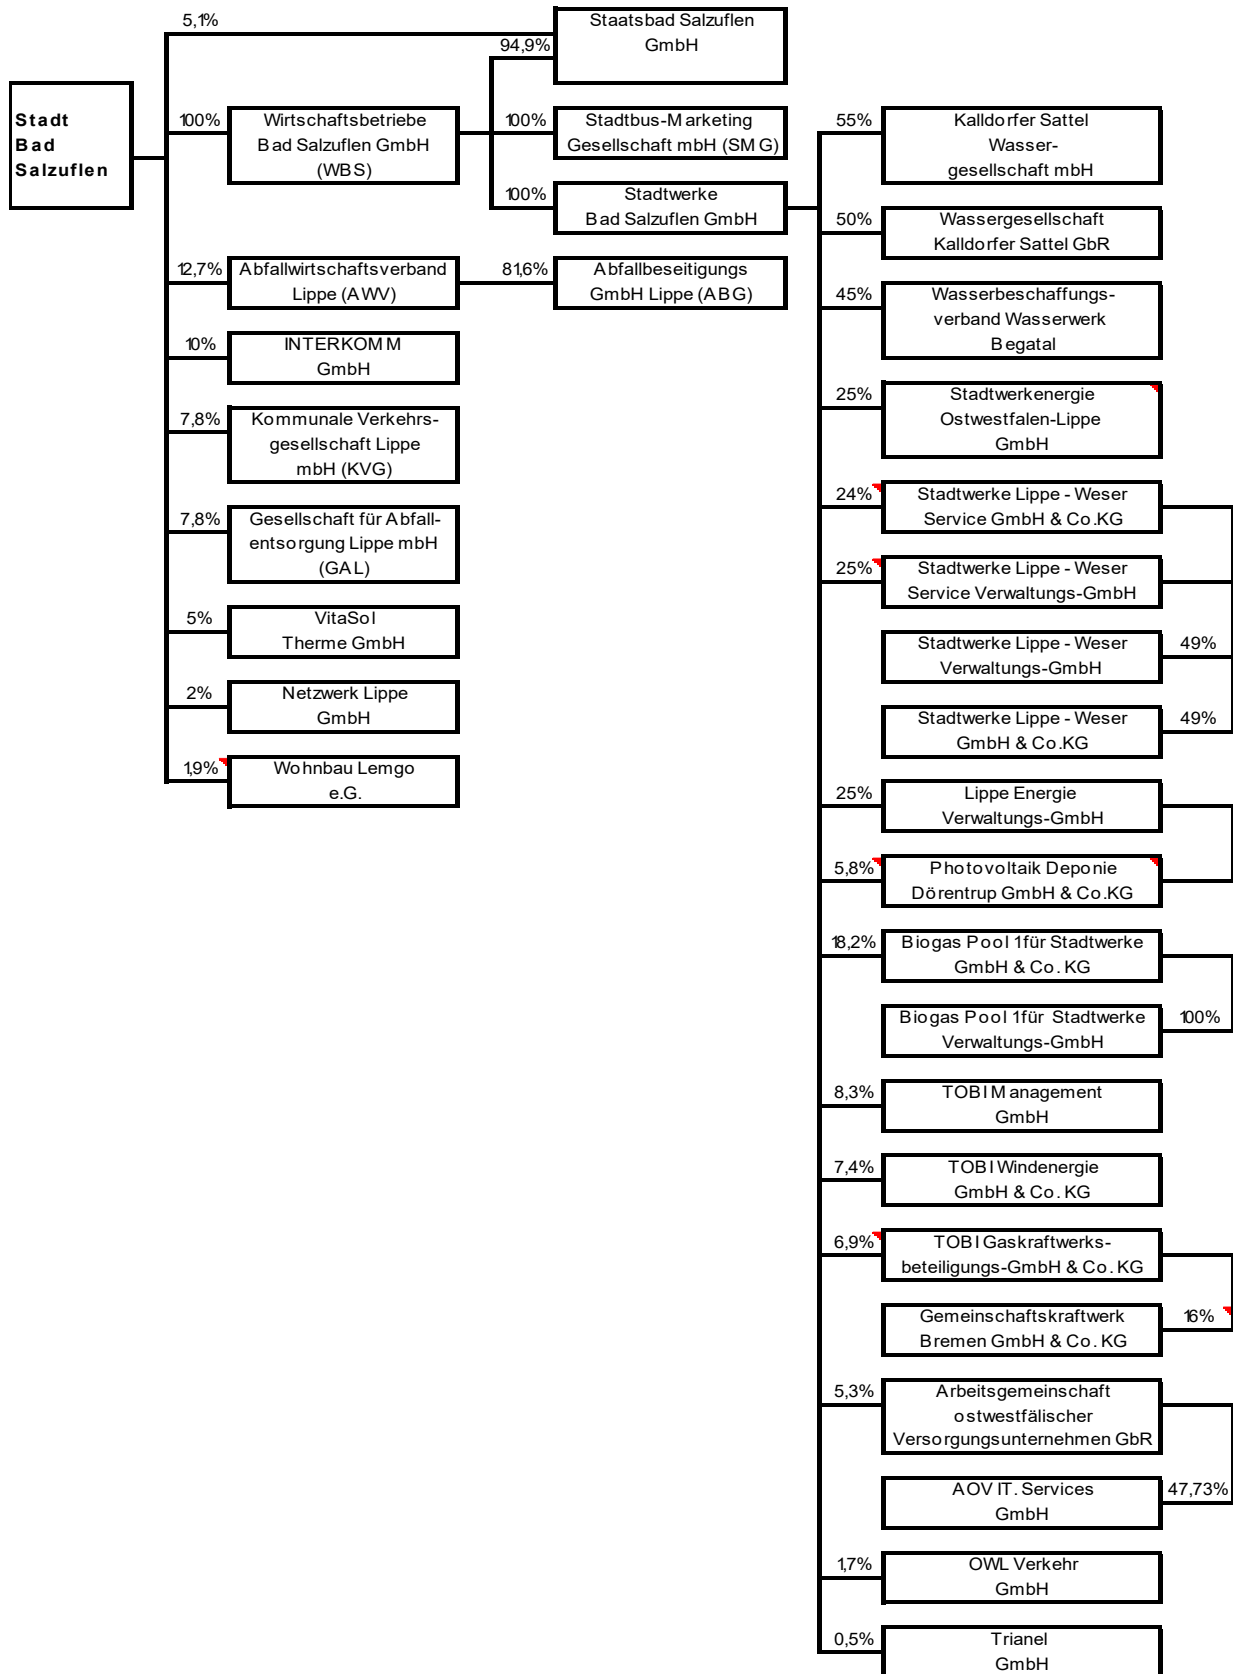 Stadt
Bad
Salzuflen
5,1%
94,9%
Staatsbad Salzuflen
GmbH
100%
Wirtschaftsbetriebe
Bad Salzuflen GmbH
(WBS)
100%
Stadtbus-Marketing
Gesellschaft mbH (SMG)
100%
Stadtwerke
Bad Salzuflen GmbH
12,7%
Abfallwirtschaftsverband
Lippe (AWV)
81,6%
Abfallbeseitigungs
GmbH Lippe (ABG)
10%
INTERKOMM
GmbH
7,8%
Kommunale Verkehrs-
gesellschaft Lippe
mbH (KVG)
7,8%
Gesellschaft für Abfall-
entsorgung Lippe mbH
(GAL)
5%
VitaSol
Therme GmbH
2%
Netzwerk Lippe
GmbH
1,9%
Wohnbau Lemgo
e.G.
55%
Kalldorfer Sattel
Wasser-
gesellschaft mbH
50%
Wassergesellschaft
Kalldorfer Sattel GbR
45%
Wasserbeschaffungs-
verband Wasserwerk
Begatal
25%
Stadtwerkenergie
Ostwestfalen-Lippe
GmbH
24%
Stadtwerke Lippe - Weser
Service GmbH & Co.KG
25%
Stadtwerke Lippe - Weser
Service Verwaltungs-GmbH
Stadtwerke Lippe - Weser
Verwaltungs-GmbH
49%
Stadtwerke Lippe - Weser
GmbH & Co.KG
49%
25%
Lippe Energie
Verwaltungs-GmbH
5,8%
Photovoltaik Deponie
Dörentrup GmbH & Co.KG
18,2%
Biogas Pool 1 für Stadtwerke
GmbH & Co. KG
Biogas Pool 1 für Stadtwerke
Verwaltungs-GmbH
100%
8,3%
TOBI Management
GmbH
7,4%
TOBI Windenergie
GmbH & Co. KG
6,9%
TOBI Gaskraftwerks-
beteiligungs-GmbH & Co. KG
Gemeinschaftskraftwerk
Bremen GmbH & Co. KG
16%
5,3%
Arbeitsgemeinschaft
ostwestfälischer
Versorgungsunternehmen GbR
AOV IT. Services
GmbH
47,73%
1,7%
OWL Verkehr
GmbH
0,5%
Trianel
GmbH